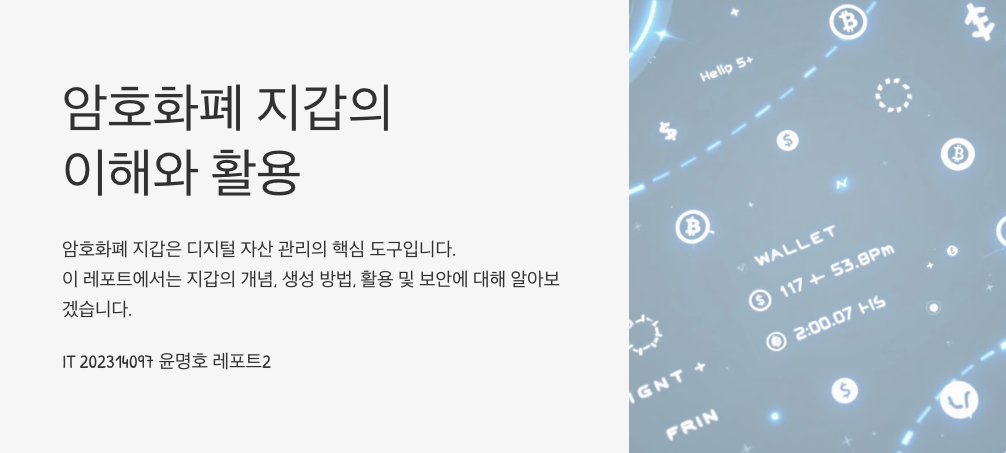 암호화폐 지갑의
이해와 활용
암호화폐 지갑은 디지털 자산 관리의 핵심 도구입니다.
이 레포트에서는 지갑의 개념, 생성 방법, 활용 및 보안에 대해 알아보
겠습니다.
IT 202314097 윤명호 레포트2
Hello 5+
WALLET
117 +- 53.8Pm
2:00.07 HS
IGNT +
FRIN